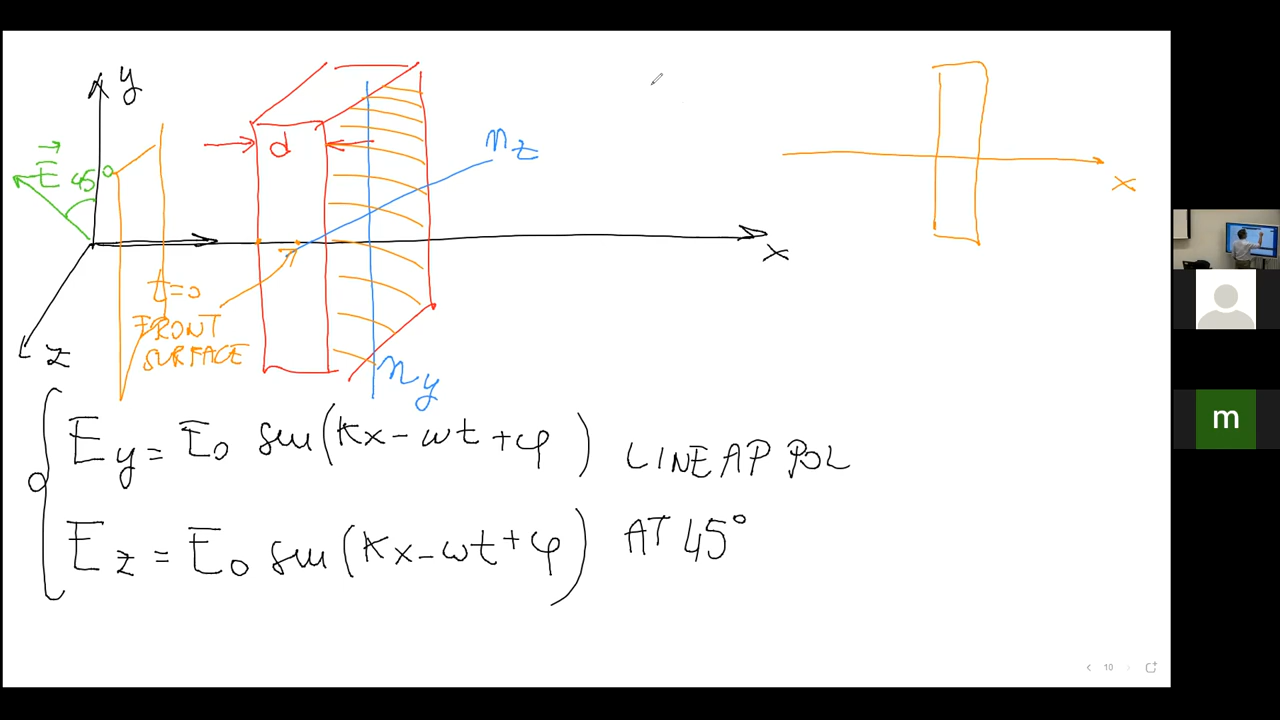 y
E⃗ 45°
d
n_z
x
x
t=0
FRONT
SURFACE
z
n_y
E_y = E_0 sin(kx-ωt+φ) LINEAR POL
E_z = E_0 sin(kx-ωt+φ) AT 45°
10
m